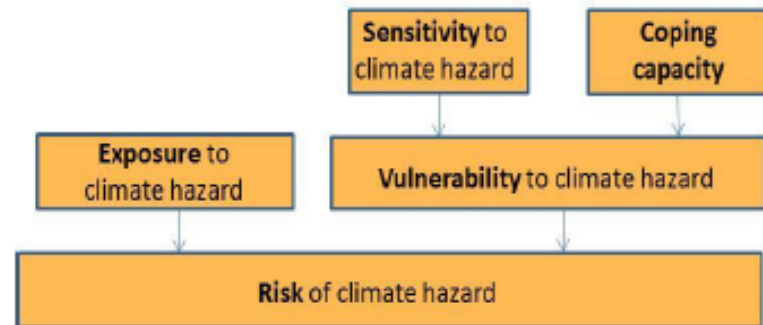 Sensitivity to
climate hazard
Coping
capacity
Exposure to
climate hazard
Vulnerability to climate hazard
Risk of climate hazard